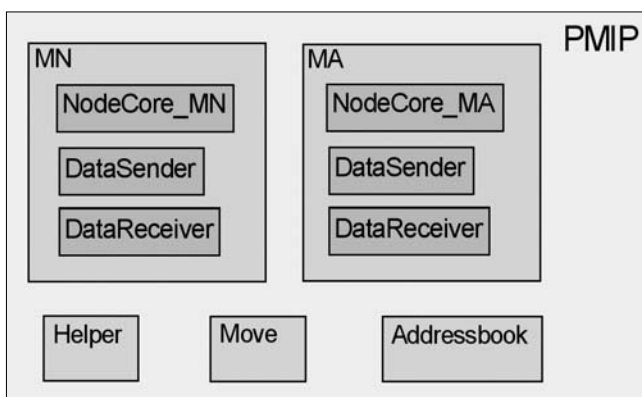 PMIP
MN
NodeCore_MN
DataSender
DataReceiver
MA
NodeCore_MA
DataSender
DataReceiver
Helper
Move
Addressbook